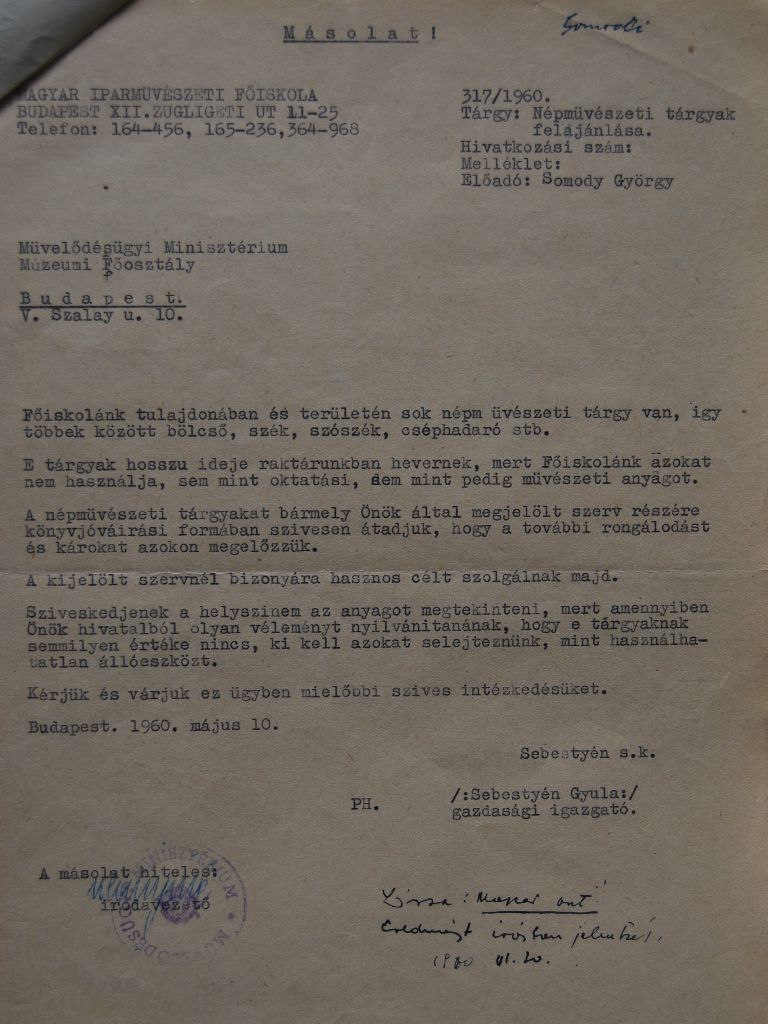 Másolat!
MAGYAR IPARMÜVÉSZETI FŐISKOLA
BUDAPEST XII.ZUGLIGETI UT 11-25
Telefon: 164-456, 165-236,364-968
317/1960.
Tárgy: Népmüvészeti tárgyak
felajánlása.
Hivatkozási szám:
Melléklet:
Előadó: Somody György
Müvelődésügyi Minisztérium
Múzeumi Főosztály
Budapest.
V. Szalay u. 10.
Főiskolánk tulajdonában és területén sok népm üvészeti tárgy van, igy
többek között bölcső, szék, szószék, cséphadaró stb.
E tárgyak hosszu ideje raktárunkban hevernek, mert Főiskolánk azokat
nem használja, sem mint oktatási, sem mint pedig müvészeti anyagot.
A népmüvészeti tárgyakat bármely Önök által megjelölt szerv részére
könyvjóváirási formában szivesen átadjuk, hogy a további rongálodást
és károkat azokon megelőzzük.
A kijelölt szervnél bizonyára hasznos célt szolgálnak majd.
Sziveskedjenek a helyszinem az anyagot megtekinteni, mert amennyiben
Önök hivatalból olyan véleményt nyilvánitanának, hogy e tárgyaknak
semmilyen értéke nincs, ki kell azokat selejteznünk, mint használha-
tatlan állóeszközt.
Kérjük és várjuk ez ügyben mielőbbi szives intézkedésüket.
Budapest. 1960. május 10.
Sebestyén s.k.
PH.
/:Sebestyén Gyula:/
gazdasági igazgató.
A másolat hiteles:
irodavezető
MINISZTÉRIUM
irásban